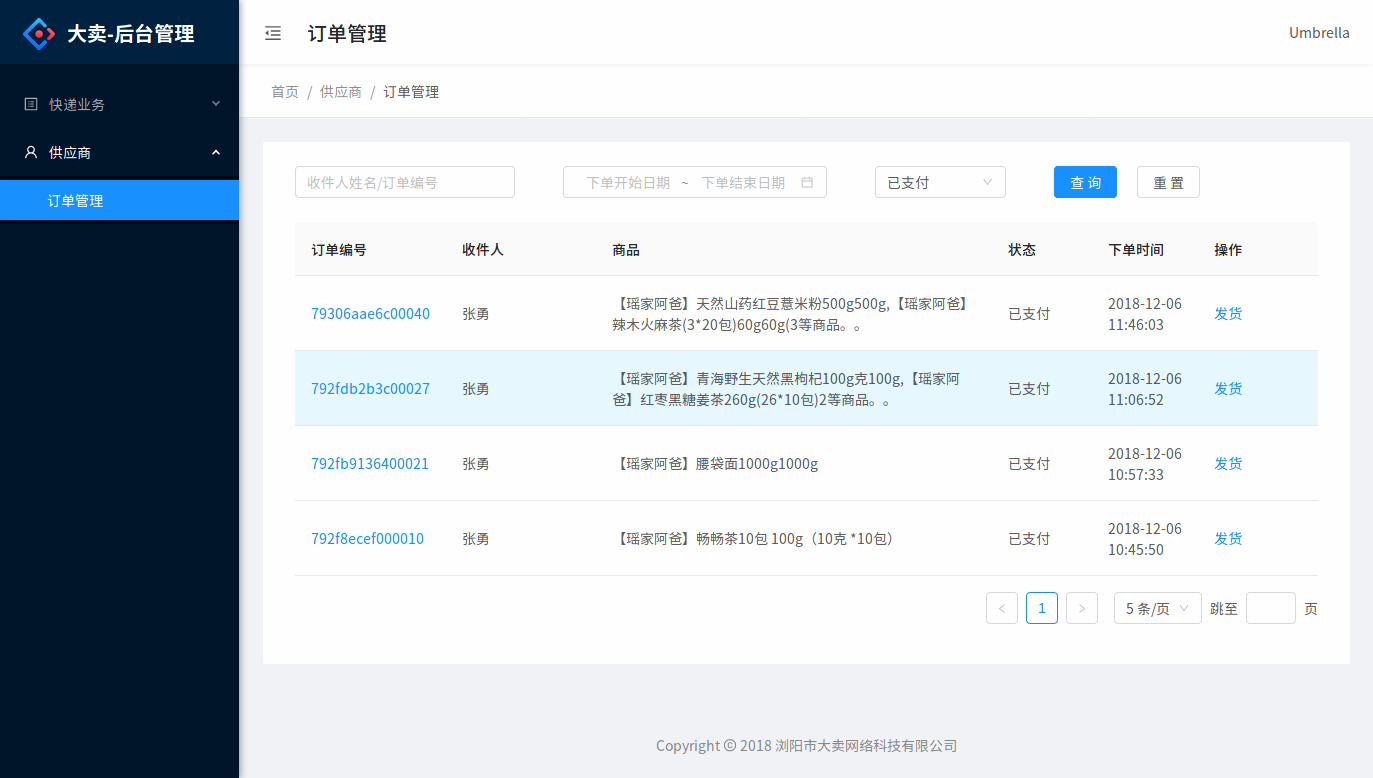 大卖-后台管理
订单管理
Umbrella
快递业务
供应商
订单管理
首页 / 供应商 / 订单管理
收件人姓名/订单编号
下单开始日期 ~ 下单结束日期
已支付
查 询
重 置
订单编号 收件人 商品 状态 下单时间 操作
79306aae6c00040 张勇 【瑶家阿爸】天然山药红豆薏米粉500g500g,【瑶家阿爸】 已支付 2018-12-06 发货
辣木火麻茶(3*20包)60g60g(3等商品。。 11:46:03
792fdb2b3c00027 张勇 【瑶家阿爸】青海野生天然黑枸杞100g克100g,【瑶家阿 已支付 2018-12-06 发货
爸】红枣黑糖姜茶260g(26*10包)2等商品。。 11:06:52
792fb9136400021 张勇 【瑶家阿爸】腰袋面1000g1000g 已支付 2018-12-06 发货
10:57:33
792f8ecef000010 张勇 【瑶家阿爸】畅畅茶10包 100g（10克 *10包） 已支付 2018-12-06 发货
10:45:50
< 1 > 5 条/页 跳至 页
Copyright © 2018 浏阳市大卖网络科技有限公司